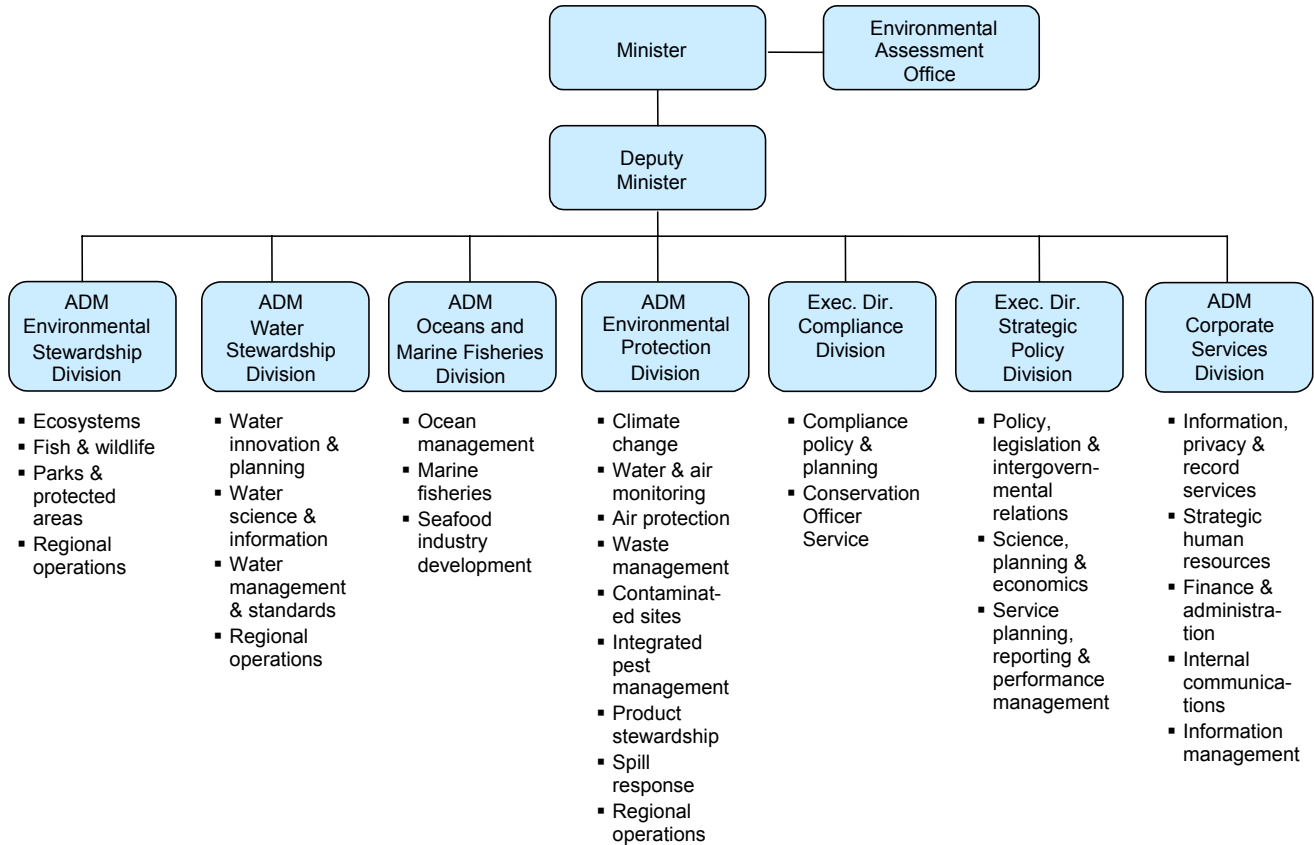 Minister
Environmental
Assessment
Office
Deputy
Minister
ADM
Environmental
Stewardship
Division
ADM
Water
Stewardship
Division
ADM
Oceans and
Marine Fisheries
Division
ADM
Environmental
Protection
Division
Exec. Dir.
Compliance
Division
Exec. Dir.
Strategic
Policy
Division
ADM
Corporate
Services
Division
▪ Ecosystems
▪ Fish & wildlife
▪ Parks &
protected
areas
▪ Regional
operations
▪ Water
innovation &
planning
▪ Water
science &
information
▪ Water
management
& standards
▪ Regional
operations
▪ Ocean
management
▪ Marine
fisheries
▪ Seafood
industry
development
▪ Climate
change
▪ Water & air
monitoring
▪ Air protection
▪ Waste
management
▪ Contaminat-
ed sites
▪ Integrated
pest
management
▪ Product
stewardship
▪ Spill
response
▪ Regional
operations
▪ Compliance
policy &
planning
▪ Conservation
Officer
Service
▪ Policy,
legislation &
intergovern-
mental
relations
▪ Science,
planning &
economics
▪ Service
planning,
reporting &
performance
management
▪ Information,
privacy &
record
services
▪ Strategic
human
resources
▪ Finance &
administra-
tion
▪ Internal
communica-
tions
▪ Information
management